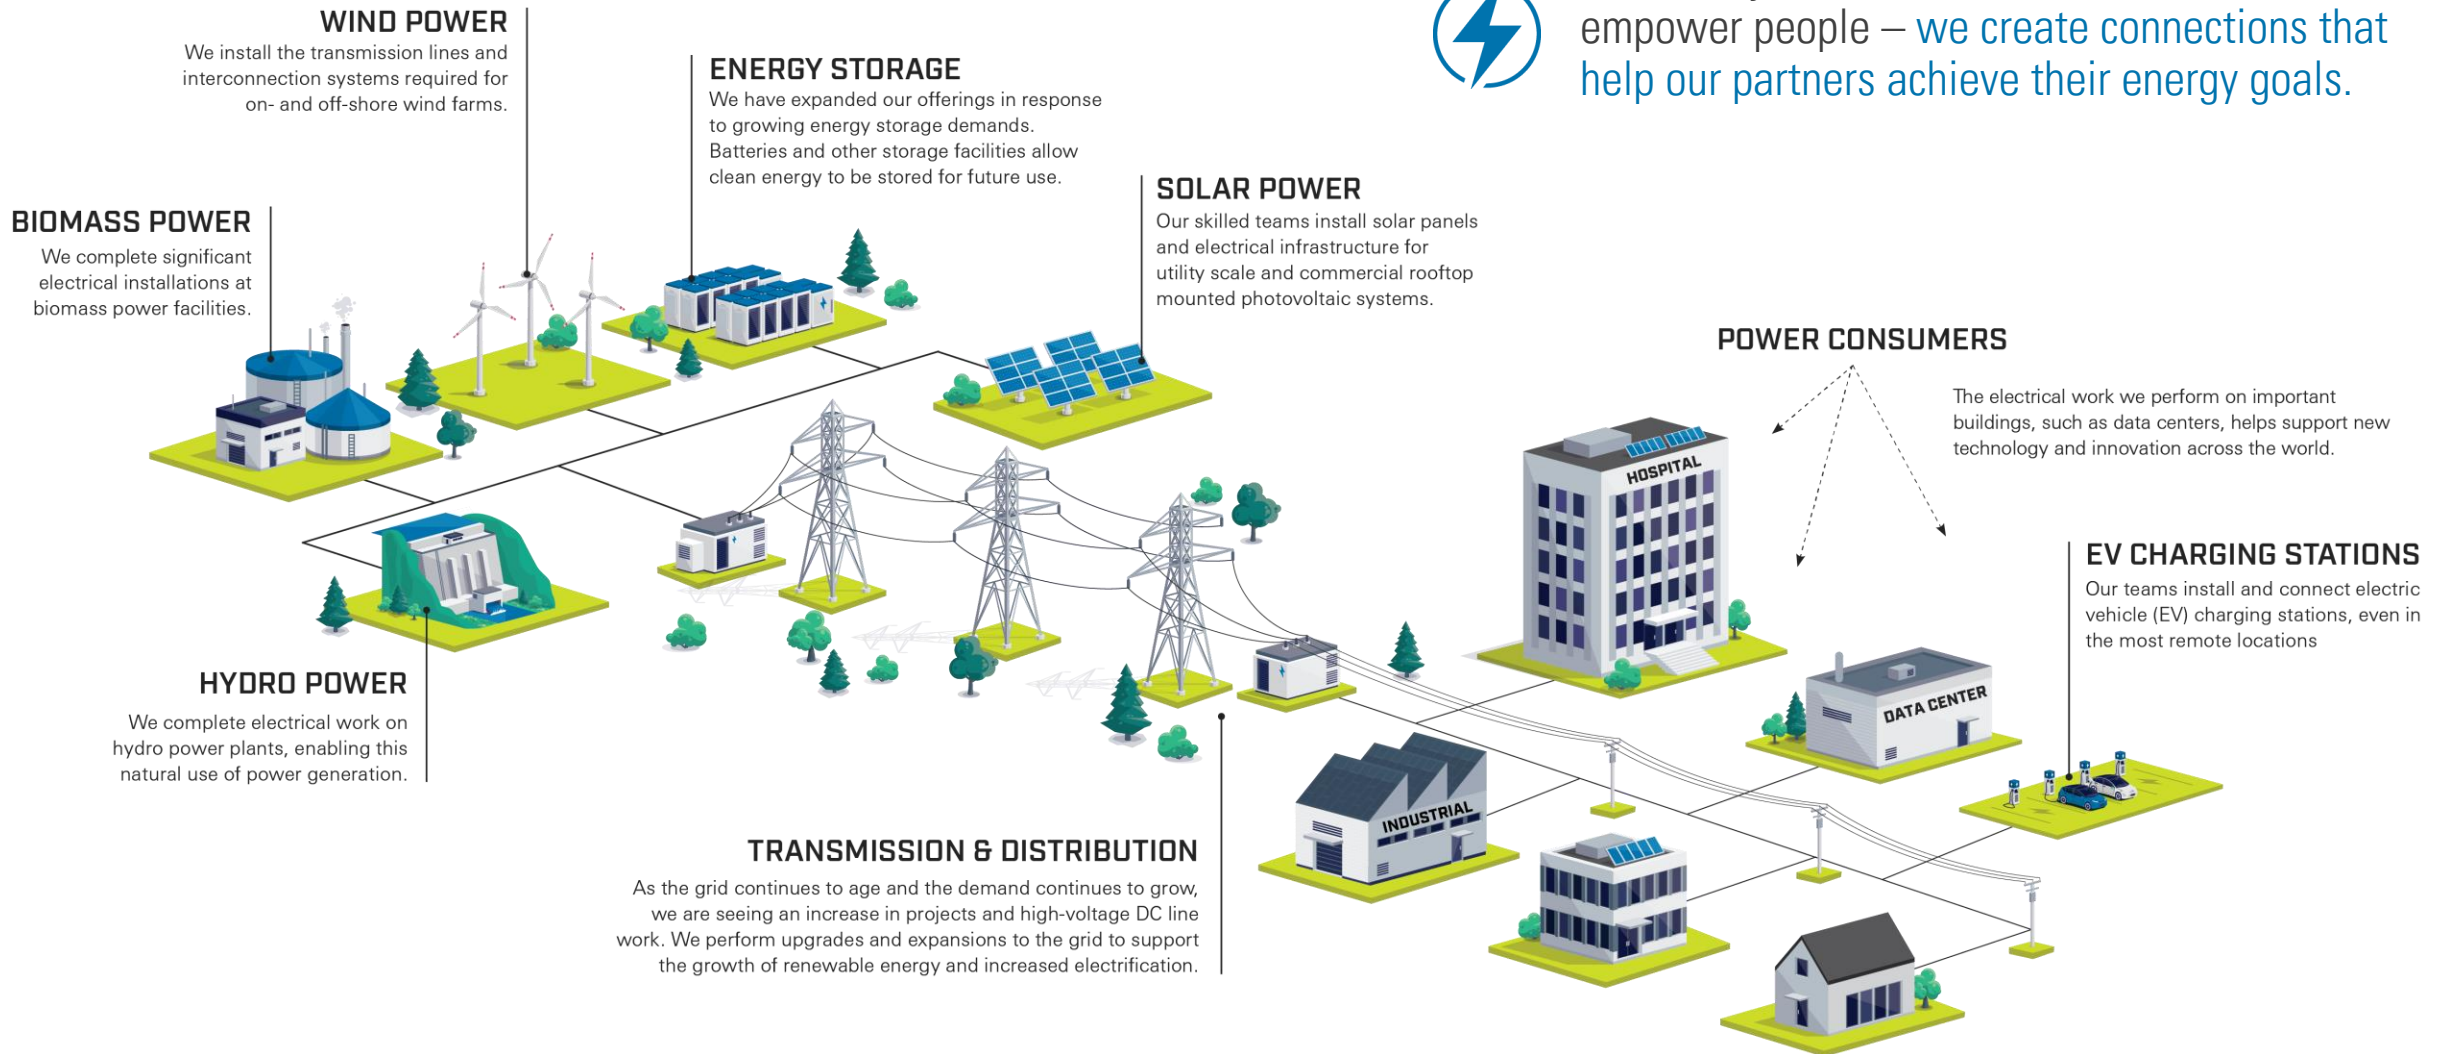 empower people – we create connections that
help our partners achieve their energy goals.
WIND POWER
We install the transmission lines and
interconnection systems required for
on- and off-shore wind farms.
ENERGY STORAGE
We have expanded our offerings in response
to growing energy storage demands.
Batteries and other storage facilities allow
clean energy to be stored for future use.
SOLAR POWER
Our skilled teams install solar panels
and electrical infrastructure for
utility scale and commercial rooftop
mounted photovoltaic systems.
BIOMASS POWER
We complete significant
electrical installations at
biomass power facilities.
POWER CONSUMERS
The electrical work we perform on important
buildings, such as data centers, helps support new
technology and innovation across the world.
HOSPITAL
EV CHARGING STATIONS
Our teams install and connect electric
vehicle (EV) charging stations, even in
the most remote locations
DATA CENTER
HYDRO POWER
We complete electrical work on
hydro power plants, enabling this
natural use of power generation.
INDUSTRIAL
TRANSMISSION & DISTRIBUTION
As the grid continues to age and the demand continues to grow,
we are seeing an increase in projects and high-voltage DC line
work. We perform upgrades and expansions to the grid to support
the growth of renewable energy and increased electrification.